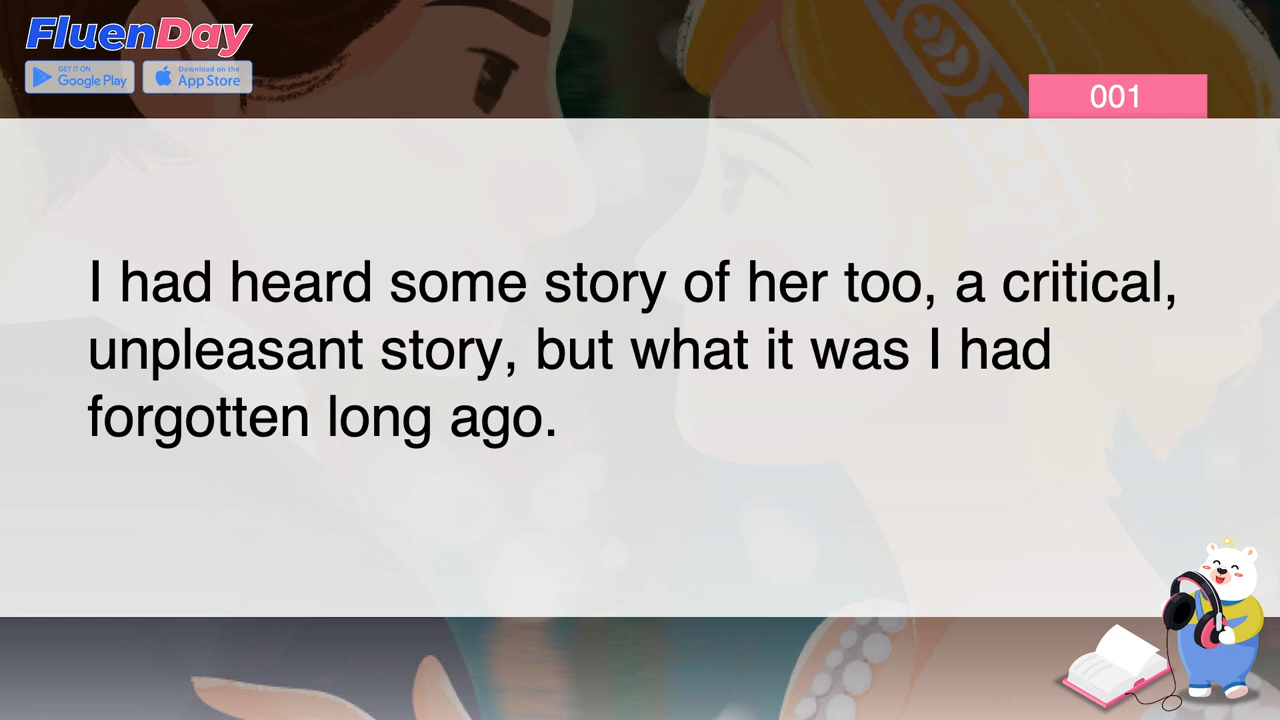 FluenDay
GET IT ON
Google Play
Download on the
App Store
001
I had heard some story of her too, a critical,
unpleasant story, but what it was I had
forgotten long ago.